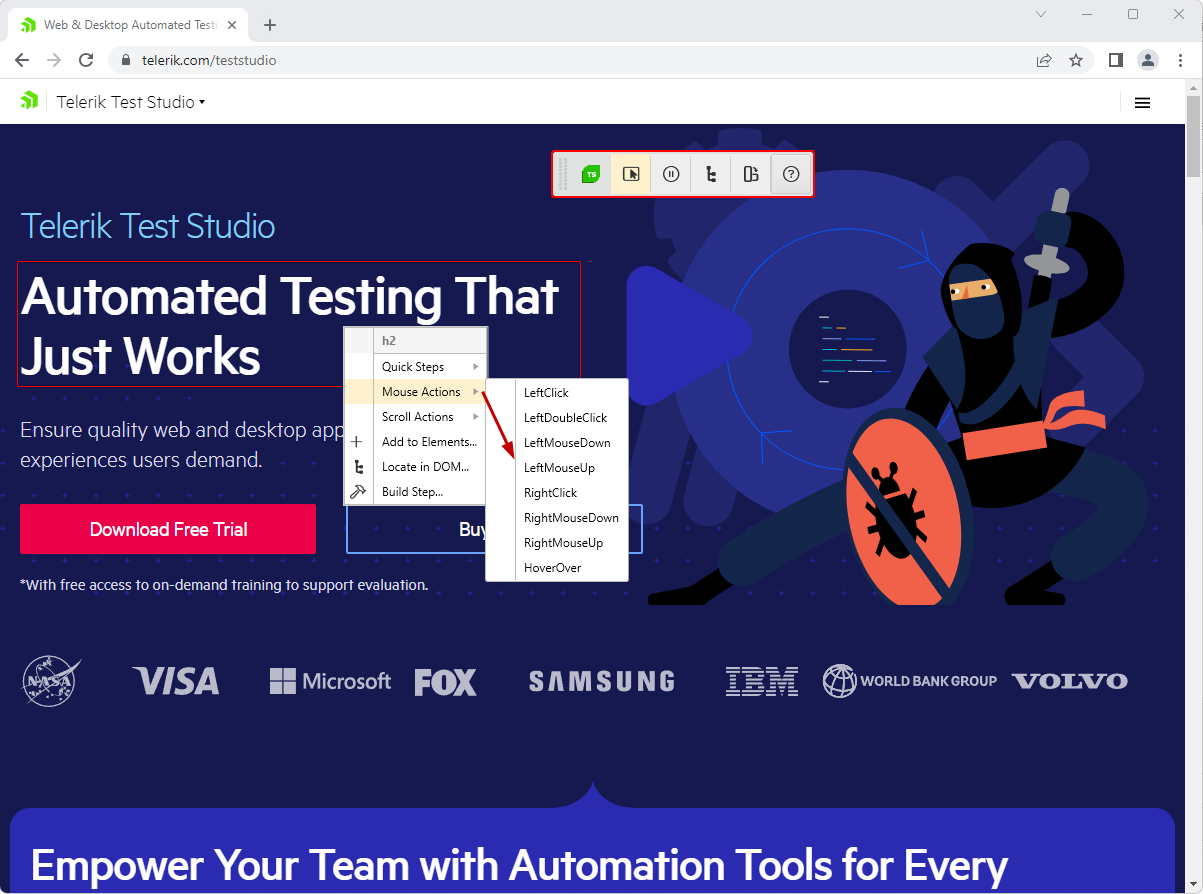 Web & Desktop Automated Testi
telerik.com/teststudio
Telerik Test Studio
TS
Telerik Test Studio
Automated Testing That
Just Works
h2
Quick Steps
Mouse Actions
Scroll Actions
Add to Elements...
Locate in DOM...
Build Step...
LeftClick
LeftDoubleClick
LeftMouseDown
LeftMouseUp
RightClick
RightMouseDown
RightMouseUp
HoverOver
Ensure quality web and desktop app
experiences users demand.
Download Free Trial
Buy
*With free access to on-demand training to support evaluation.
NASA
VISA
Microsoft
FOX
SAMSUNG
IBM
WORLD BANK GROUP
VOLVO
Empower Your Team with Automation Tools for Every